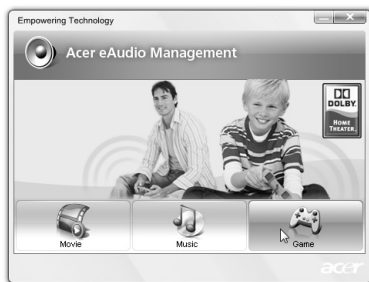 Empowering Technology
Acer eAudio Management
DOLBY
HOME
THEATER
Movie
Music
Game
acer